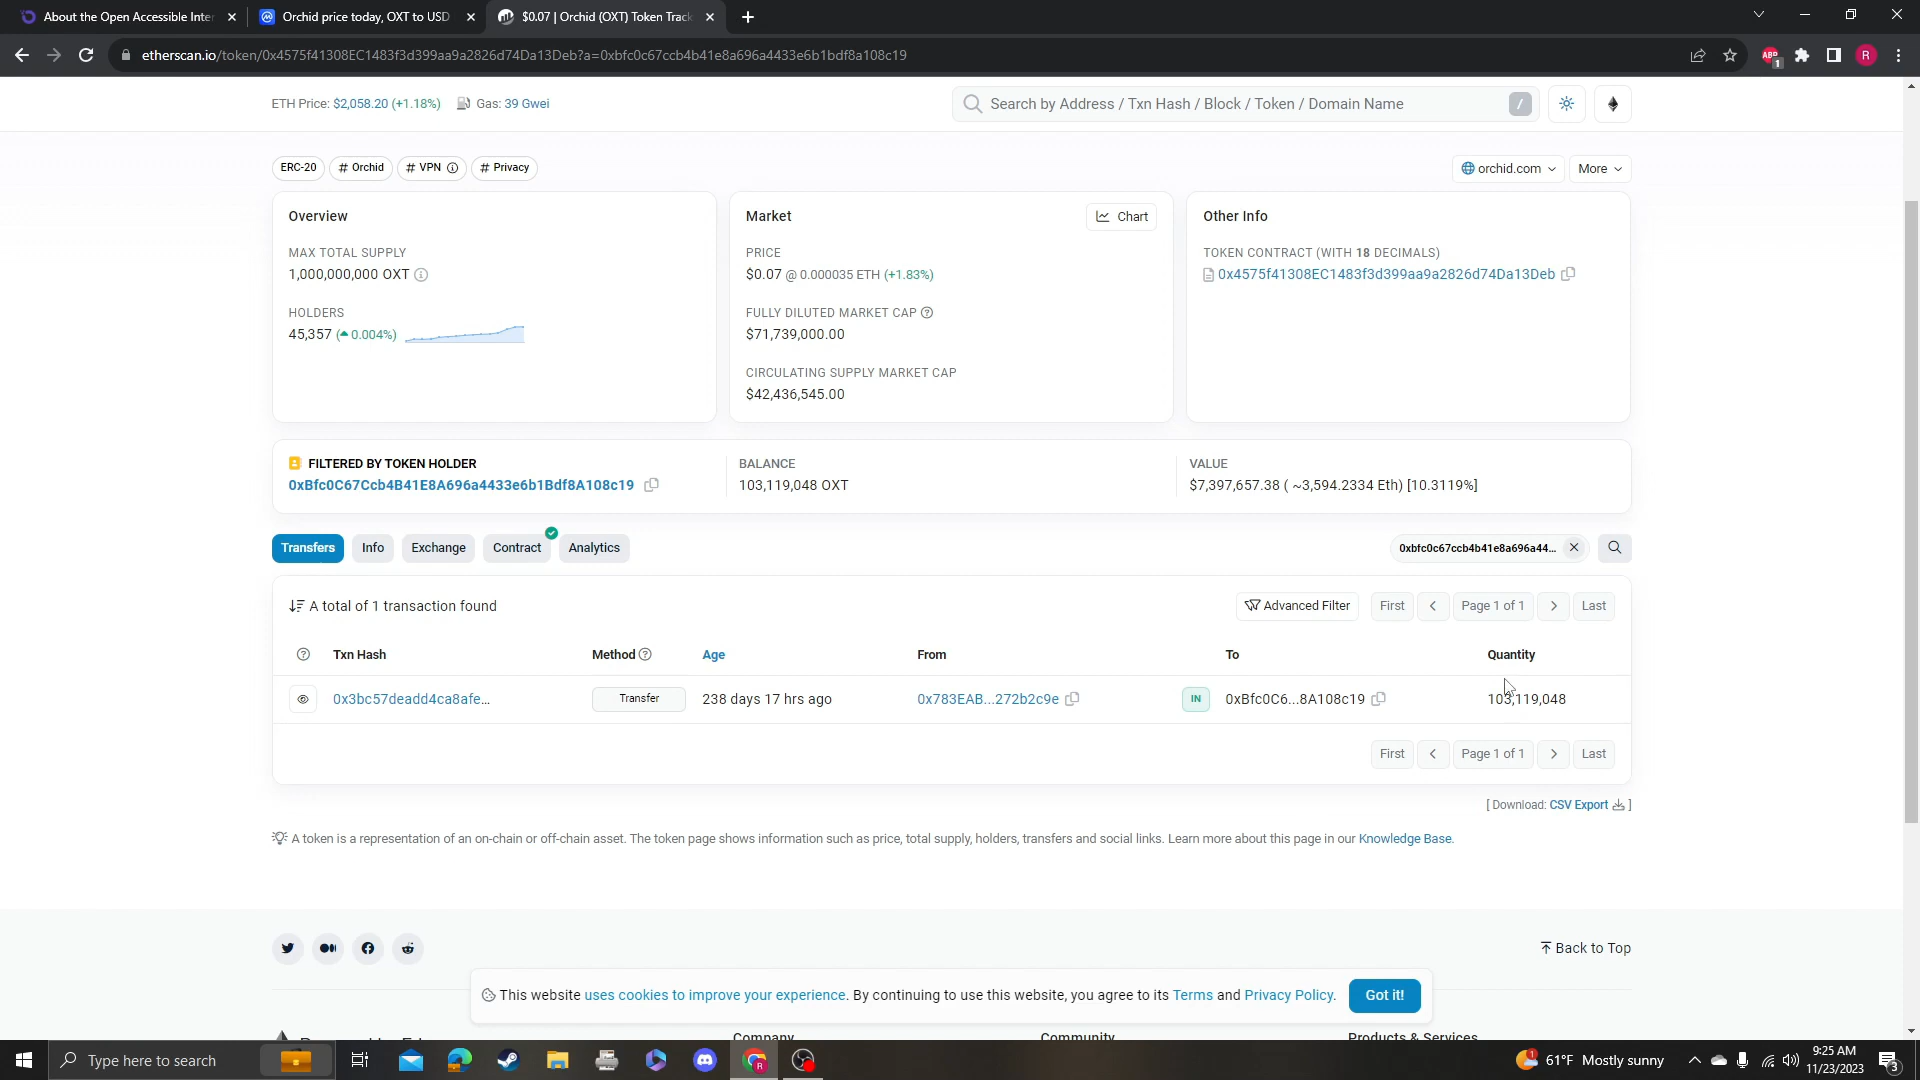 About the Open Accessible Inter
Orchid price today, OXT to USD
$0.07 | Orchid (OXT) Token Track
etherscan.io/token/0x4575f41308EC1483f3d399aa9a2826d74Da13Deb?a=0xbfc0c67ccb4b41e8a696a4433e6b1bdf8a108c19
ABP
1
R
ETH Price: $2,058.20 (+1.18%) Gas: 39 Gwei
Search by Address / Txn Hash / Block / Token / Domain Name
/
ERC-20 # Orchid # VPN # Privacy
orchid.com More
Overview
MAX TOTAL SUPPLY
1,000,000,000 OXT
HOLDERS
45,357 (0.004%)
Market
Chart
PRICE
$0.07 @ 0.000035 ETH (+1.83%)
FULLY DILUTED MARKET CAP
$71,739,000.00
CIRCULATING SUPPLY MARKET CAP
$42,436,545.00
Other Info
TOKEN CONTRACT (WITH 18 DECIMALS)
0x4575f41308EC1483f3d399aa9a2826d74Da13Deb
FILTERED BY TOKEN HOLDER
0xBfc0C67Ccb4B41E8A696a4433e6b1Bdf8A108c19
BALANCE
103,119,048 OXT
VALUE
$7,397,657.38 ( ~3,594.2334 Eth) [10.3119%]
Transfers Info Exchange Contract Analytics
0xbfc0c67ccb4b41e8a696a44...
A total of 1 transaction found
Advanced Filter First Page 1 of 1 Last
Txn Hash Method Age From To Quantity
0x3bc57deadd4ca8afe... Transfer 238 days 17 hrs ago 0x783EAB...272b2c9e IN 0xBfc0C6...8A108c19 103,119,048
First Page 1 of 1 Last
[ Download: CSV Export ]
A token is a representation of an on-chain or off-chain asset. The token page shows information such as price, total supply, holders, transfers and social links. Learn more about this page in our Knowledge Base.
Back to Top
This website uses cookies to improve your experience. By continuing to use this website, you agree to its Terms and Privacy Policy.
Got it!
Company Community Products & Services
Type here to search
R
1
61°F Mostly sunny
9:25 AM
11/23/2023
3